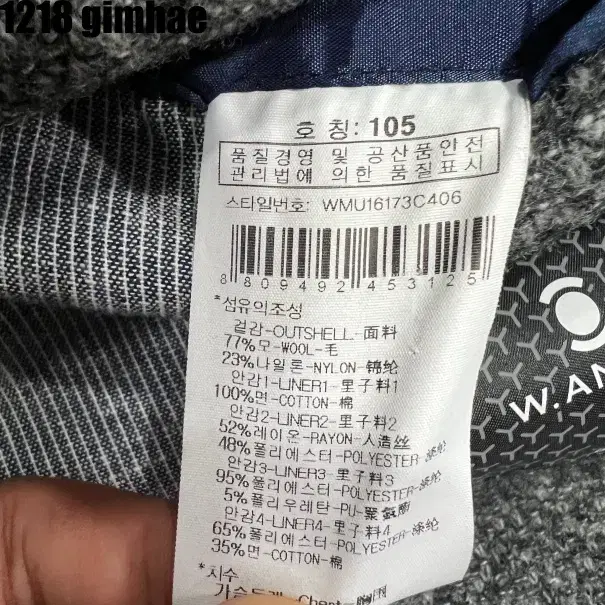 1218 gimhae
호 칭: 105
품질경영 및 공산품안전
관리법에 의한 품질표시
스타일번호: WMU16173C406
8 809492 453125
*섬유의조성
겉감-OUTSHELL-面料
77%모-WOOL-毛
23%나일론-NYLON-锦纶
안감1-LINER1-里子料1
100%면-COTTON-棉
안감2-LINER2-里子料2
52%레이온-RAYON-人造丝
48%폴리에스터-POLYESTER-涤纶
안감3-LINER3-里子料3
95%폴리에스터-POLYESTER-涤纶
5%폴리우레탄-PU-聚氨酯
안감4-LINER4-里子料4
65%폴리에스터-POLYESTER-涤纶
35%면-COTTON-棉
*치수
가슴둘레-Chest-胸围
W.AN